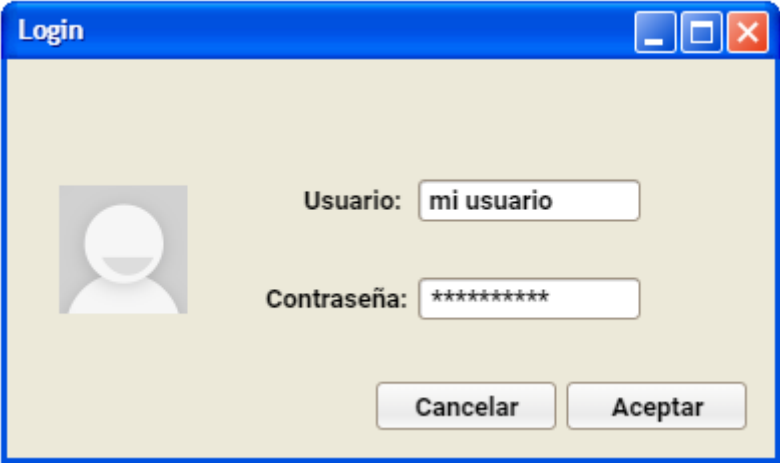 Login
Usuario: mi usuario
Contraseña: **********
Cancelar Aceptar